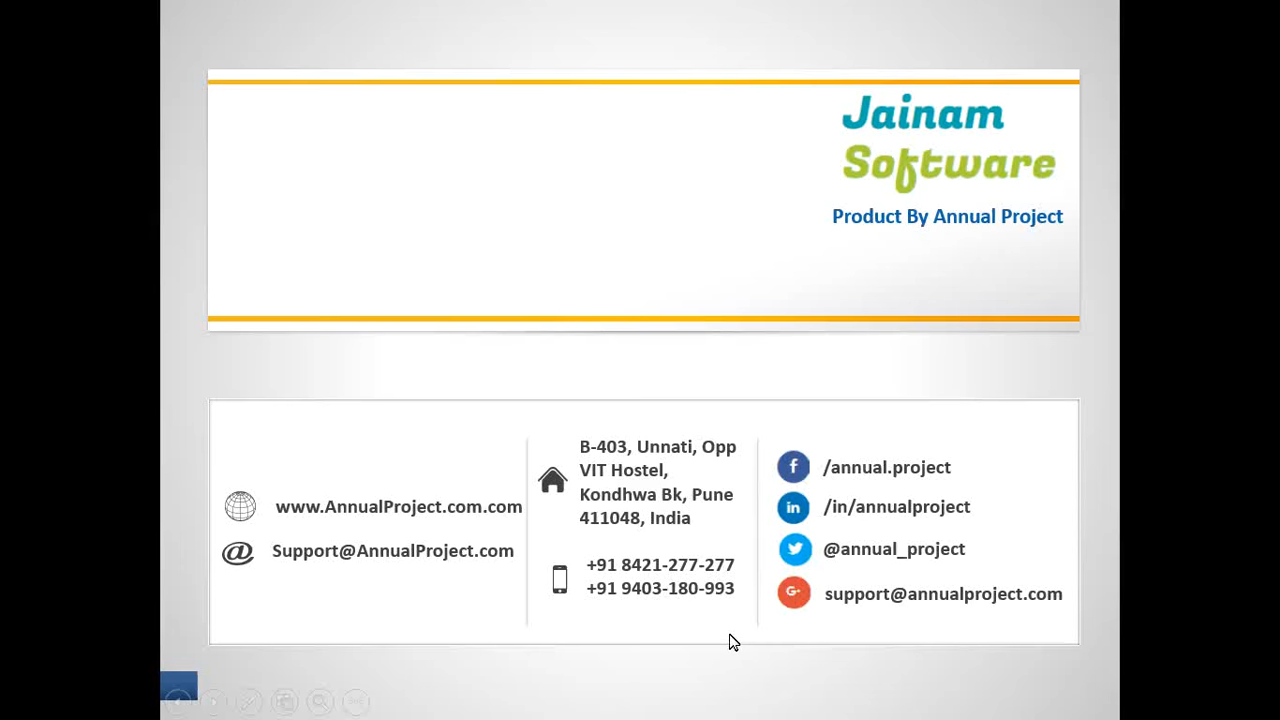 Jainam
Software
Product By Annual Project
www.AnnualProject.com.com
Support@AnnualProject.com
B-403, Unnati, Opp
VIT Hostel,
Kondhwa Bk, Pune
411048, India
+91 8421-277-277
+91 9403-180-993
f /annual.project
in /in/annualproject
@annual_project
G+ support@annualproject.com